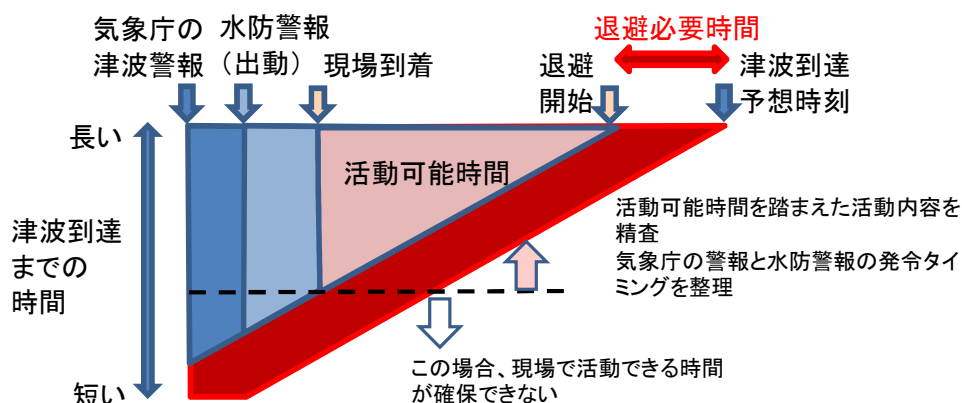 気象庁の
津波警報
水防警報
（出動）
現場到着
退避必要時間
退避
開始
津波到達
予想時刻
長い
活動可能時間
津波到達
までの
時間
活動可能時間を踏まえた活動内容を
精査
気象庁の警報と水防警報の発令タイ
ミングを整理
この場合、現場で活動できる時間
が確保できない
短い